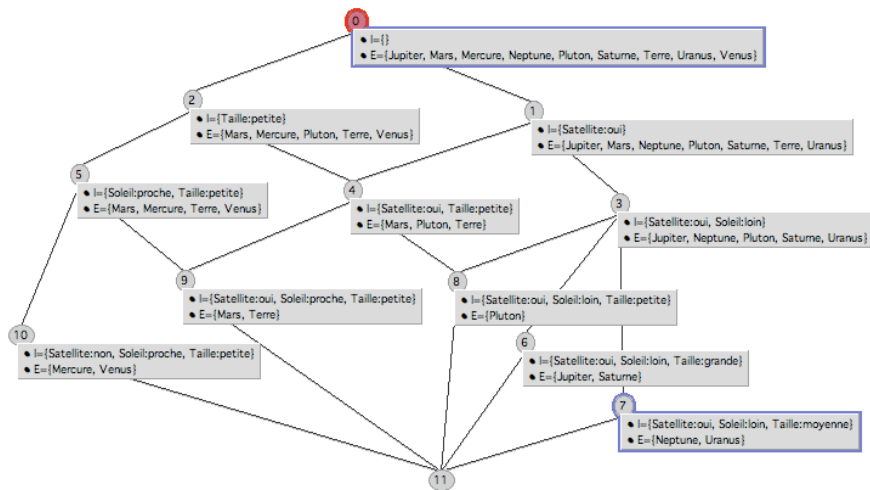 0
• I={}
• E={Jupiter, Mars, Mercure, Neptune, Pluton, Saturne, Terre, Uranus, Venus}
2
• I={Taille:petite}
• E={Mars, Mercure, Pluton, Terre, Venus}
1
• I={Satellite:oui}
• E={Jupiter, Mars, Neptune, Pluton, Saturne, Terre, Uranus}
5
• I={Soleil:proche, Taille:petite}
• E={Mars, Mercure, Terre, Venus}
4
• I={Satellite:oui, Taille:petite}
• E={Mars, Pluton, Terre}
3
• I={Satellite:oui, Soleil:loin}
• E={Jupiter, Neptune, Pluton, Saturne, Uranus}
9
• I={Satellite:oui, Soleil:proche, Taille:petite}
• E={Mars, Terre}
8
• I={Satellite:oui, Soleil:loin, Taille:petite}
• E={Pluton}
10
• I={Satellite:non, Soleil:proche, Taille:petite}
• E={Mercure, Venus}
6
• I={Satellite:oui, Soleil:loin, Taille:grande}
• E={Jupiter, Saturne}
7
• I={Satellite:oui, Soleil:loin, Taille:moyenne}
• E={Neptune, Uranus}
11